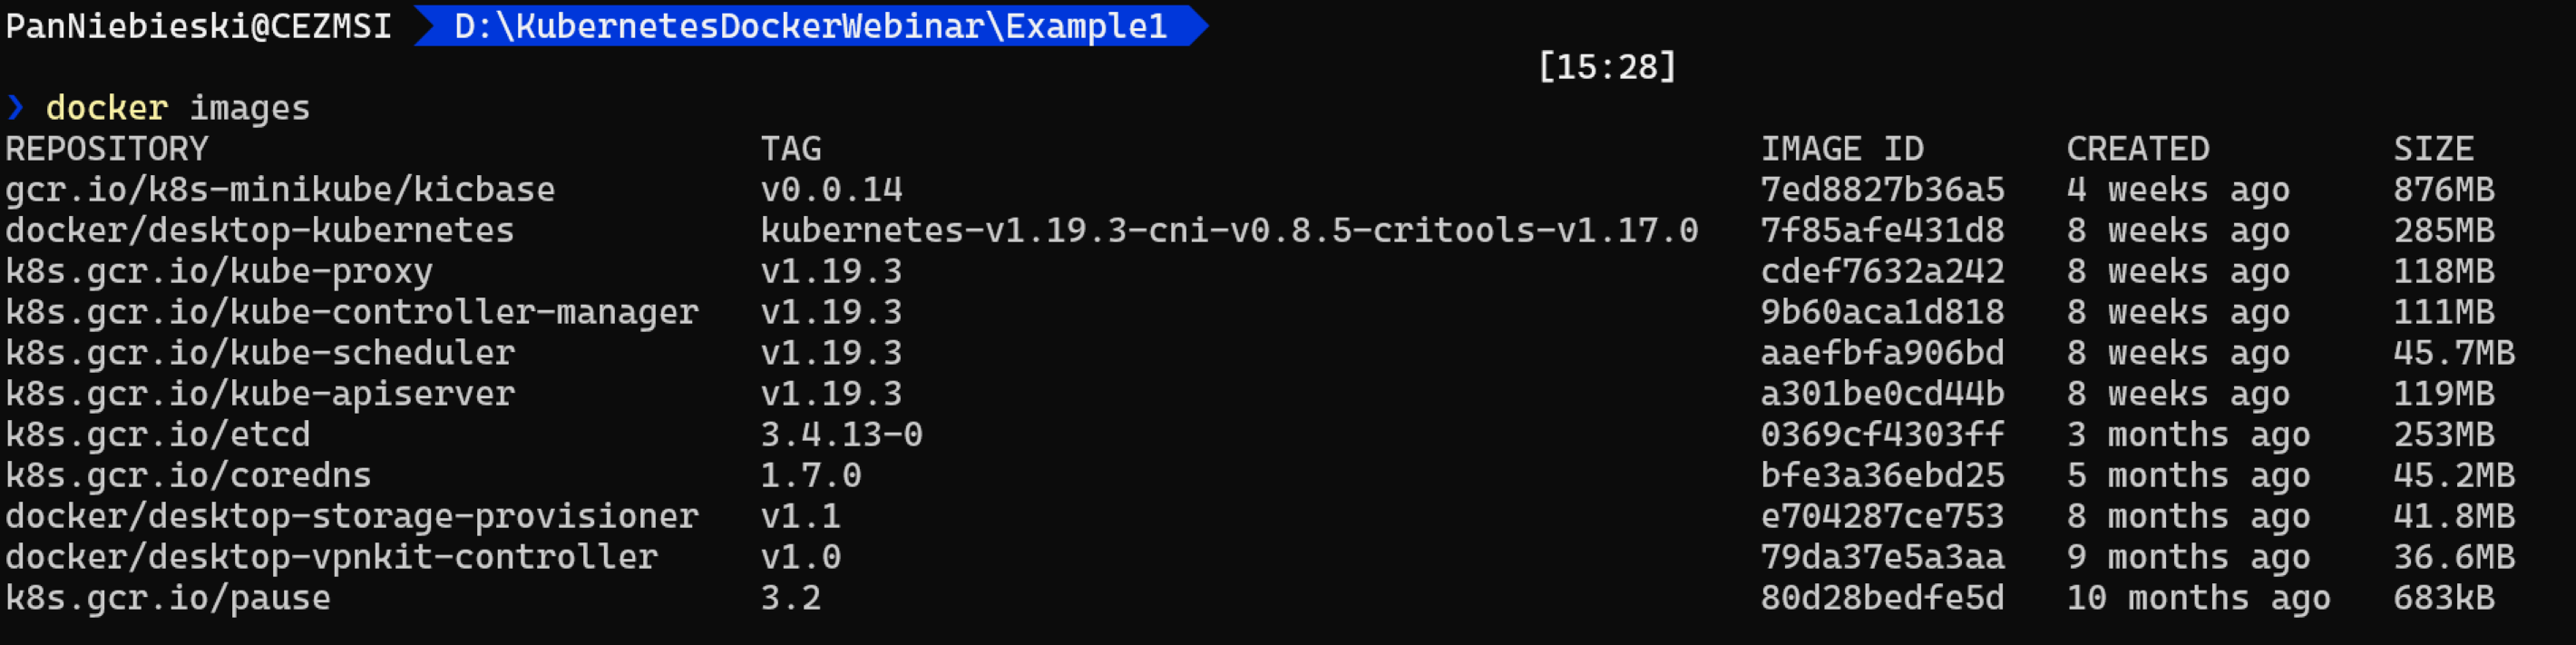 PanNiebieski@CEZMSI D:\KubernetesDockerWebinar\Example1
[15:28]
❯ docker images
REPOSITORY TAG IMAGE ID CREATED SIZE
gcr.io/k8s-minikube/kicbase v0.0.14 7ed8827b36a5 4 weeks ago 876MB
docker/desktop-kubernetes kubernetes-v1.19.3-cni-v0.8.5-critools-v1.17.0 7f85afe431d8 8 weeks ago 285MB
k8s.gcr.io/kube-proxy v1.19.3 cdef7632a242 8 weeks ago 118MB
k8s.gcr.io/kube-controller-manager v1.19.3 9b60aca1d818 8 weeks ago 111MB
k8s.gcr.io/kube-scheduler v1.19.3 aaefbfa906bd 8 weeks ago 45.7MB
k8s.gcr.io/kube-apiserver v1.19.3 a301be0cd44b 8 weeks ago 119MB
k8s.gcr.io/etcd 3.4.13-0 0369cf4303ff 3 months ago 253MB
k8s.gcr.io/coredns 1.7.0 bfe3a36ebd25 5 months ago 45.2MB
docker/desktop-storage-provisioner v1.1 e704287ce753 8 months ago 41.8MB
docker/desktop-vpnkit-controller v1.0 79da37e5a3aa 9 months ago 36.6MB
k8s.gcr.io/pause 3.2 80d28bedfe5d 10 months ago 683kB